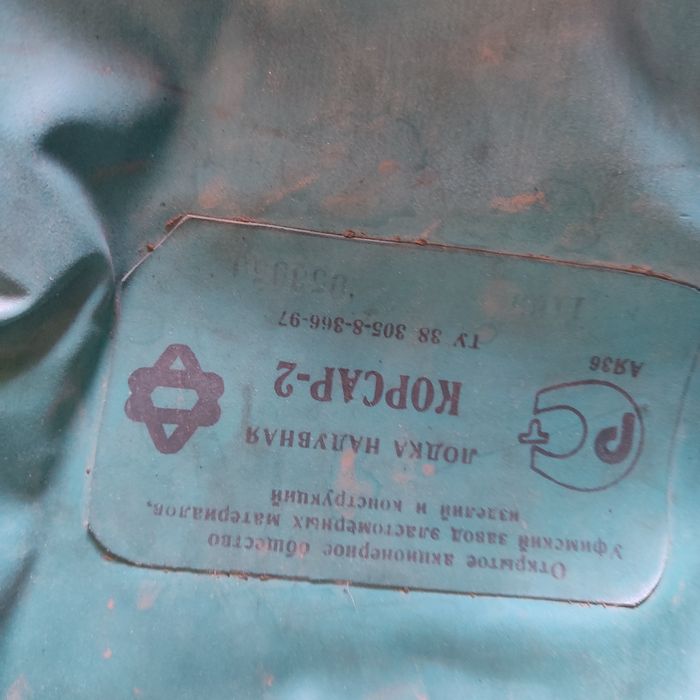 Открытое акционерное общество
Уфимский завод эластомерных материалов,
изделий и конструкций
ЛОДКА НАДУВНАЯ
КОРСАР-2
АЯ36
ТУ 38 305-8-366-97